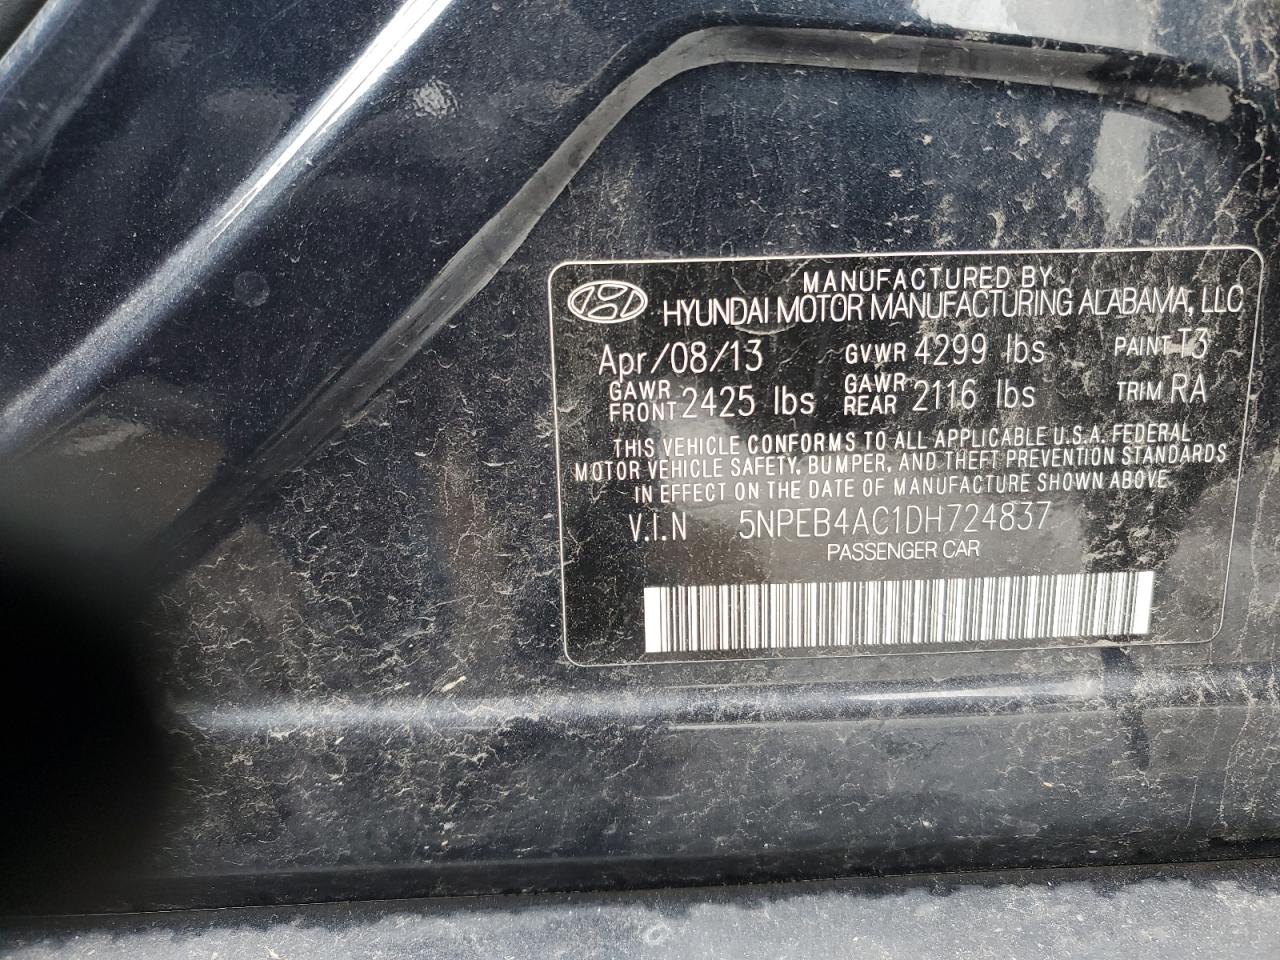 MANUFACTURED BY
HYUNDAI MOTOR MANUFACTURING ALABAMA, LLC
Apr/08/13 GVWR 4299 lbs PAINT T3
GAWR FRONT 2425 lbs GAWR REAR 2116 lbs TRIM RA
THIS VEHICLE CONFORMS TO ALL APPLICABLE U.S.A. FEDERAL
MOTOR VEHICLE SAFETY, BUMPER, AND THEFT PREVENTION STANDARDS
IN EFFECT ON THE DATE OF MANUFACTURE SHOWN ABOVE
V.I.N 5NPEB4AC1DH724837
PASSENGER CAR